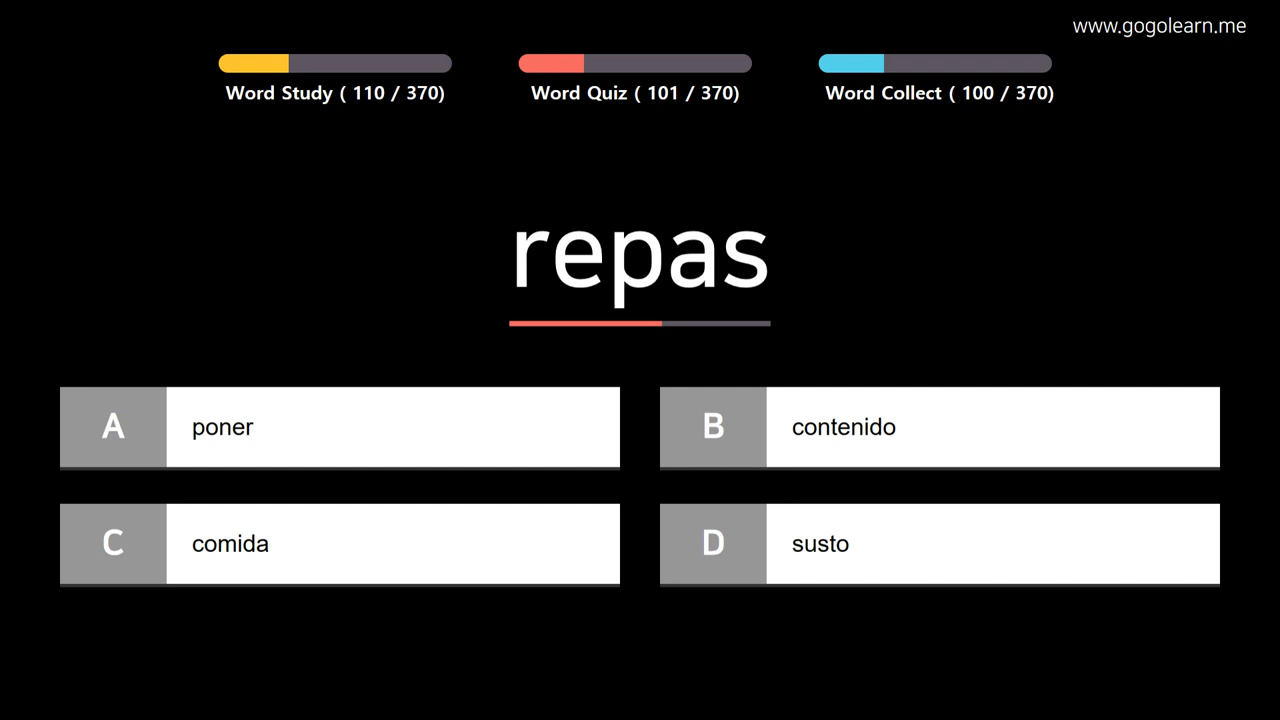 www.gogolearn.me
Word Study ( 110 / 370)
Word Quiz ( 101 / 370)
Word Collect ( 100 / 370)
repas
A poner
B contenido
C comida
D susto